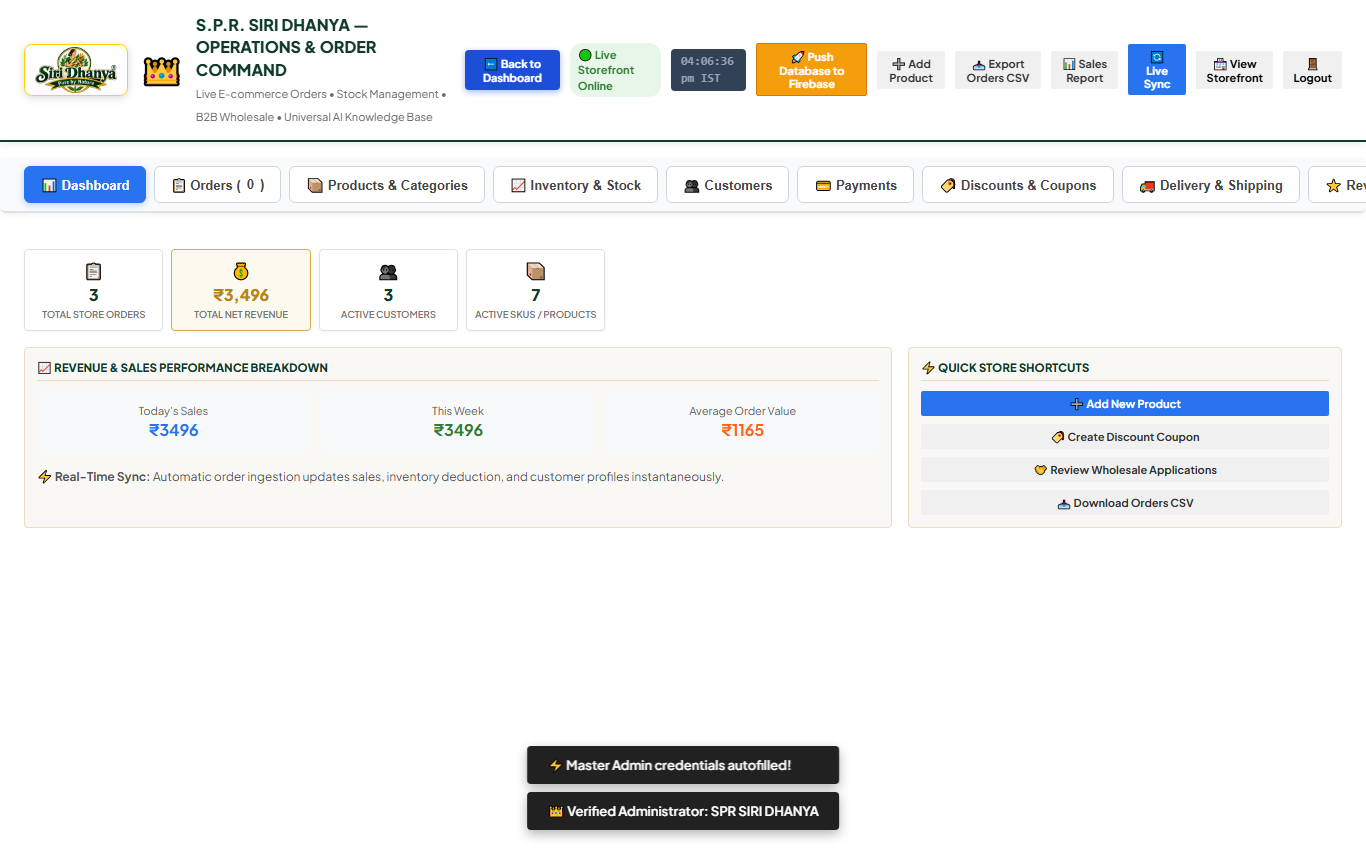 Siri Dhanya
S.P.R. SIRI DHANYA —
OPERATIONS & ORDER
COMMAND
Live E-commerce Orders • Stock Management •
B2B Wholesale • Universal AI Knowledge Base
Back to
Dashboard
Live
Storefront
Online
04:06:36
pm IST
Push
Database to
Firebase
Add
Product
Export
Orders CSV
Sales
Report
Live
Sync
View
Storefront
Logout
Dashboard
Orders ( 0 )
Products & Categories
Inventory & Stock
Customers
Payments
Discounts & Coupons
Delivery & Shipping
Rev
3
TOTAL STORE ORDERS
₹3,496
TOTAL NET REVENUE
3
ACTIVE CUSTOMERS
7
ACTIVE SKUS / PRODUCTS
REVENUE & SALES PERFORMANCE BREAKDOWN
Today's Sales
₹3496
This Week
₹3496
Average Order Value
₹1165
Real-Time Sync: Automatic order ingestion updates sales, inventory deduction, and customer profiles instantaneously.
QUICK STORE SHORTCUTS
Add New Product
Create Discount Coupon
Review Wholesale Applications
Download Orders CSV
Master Admin credentials autofilled!
Verified Administrator: SPR SIRI DHANYA